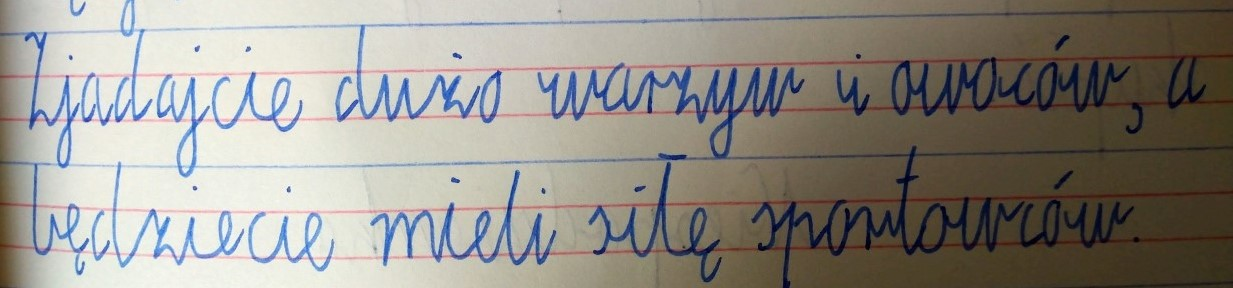 Zjadajcie dużo warzyw i owoców, a
będziecie mieli siłę sportowców.